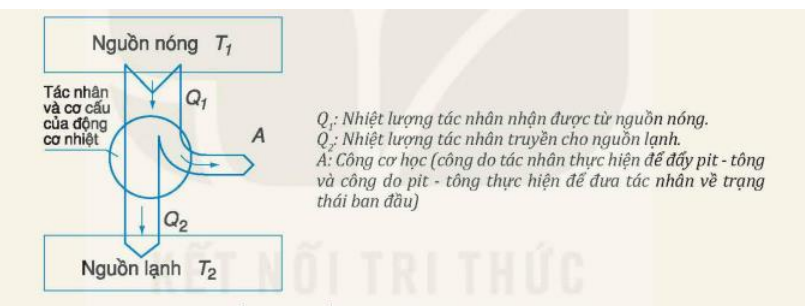 Nguồn nóng T₁
Tác nhân
và cơ cấu
của động
cơ nhiệt
Q₁
A
Q₂
Nguồn lạnh T₂
Q₁: Nhiệt lượng tác nhân nhận được từ nguồn nóng.
Q₂: Nhiệt lượng tác nhân truyền cho nguồn lạnh.
A: Công cơ học (công do tác nhân thực hiện để đẩy pit - tông
và công do pit - tông thực hiện để đưa tác nhân về trạng
thái ban đầu)
KẾT NỐI TRI THỨC